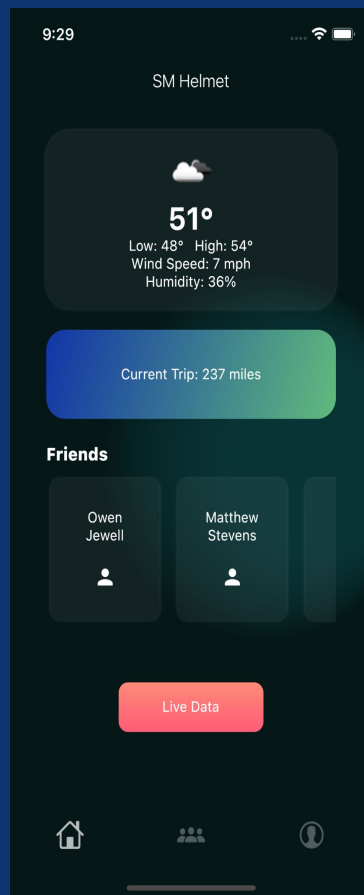 9:29
SM Helmet
51°
Low: 48° High: 54°
Wind Speed: 7 mph
Humidity: 36%
Current Trip: 237 miles
Friends
Owen
Jewell
Matthew
Stevens
Live Data